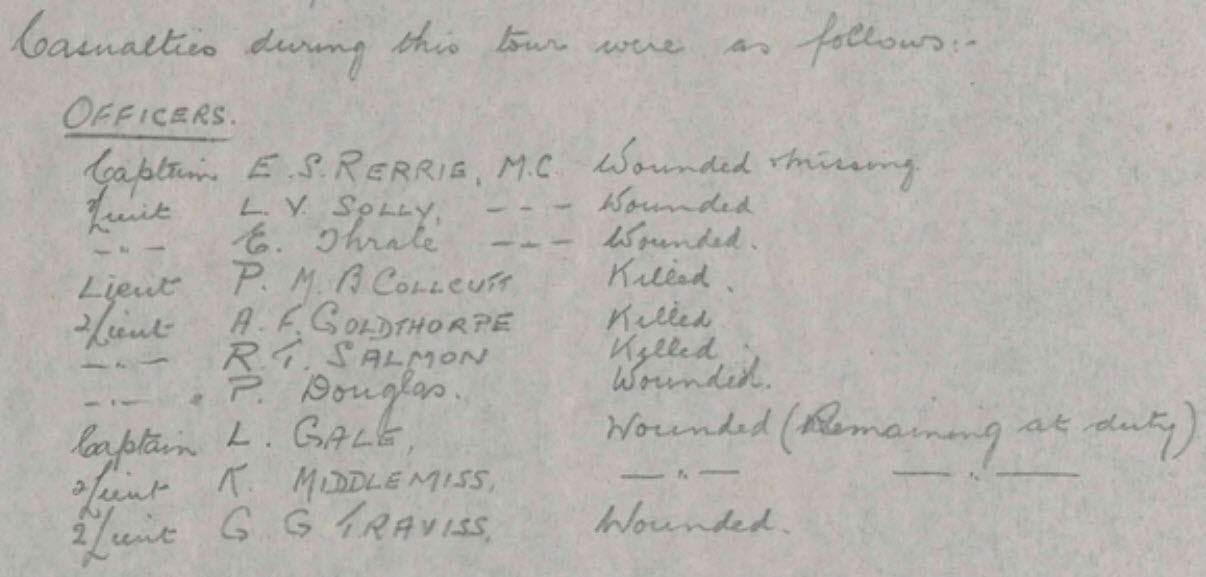 Casualties during this tour were as follows:-
OFFICERS.
Captain E. S. RERRIE, M.C. Wounded & missing
Lieut L. V. SOLLY, - - - Wounded
- " - E. Thrale - - - Wounded.
Lieut P. M. B COLLCUTT Killed.
2/Lieut A. F. GOLDTHORPE Killed
- " - R. T. SALMON Killed.
- " - P. Douglas. Wounded.
Captain L. GALE, Wounded (Remaining at duty)
2/Lieut K. MIDDLEMISS, — " — — " —
2/Lieut G. G TRAVISS, Wounded.